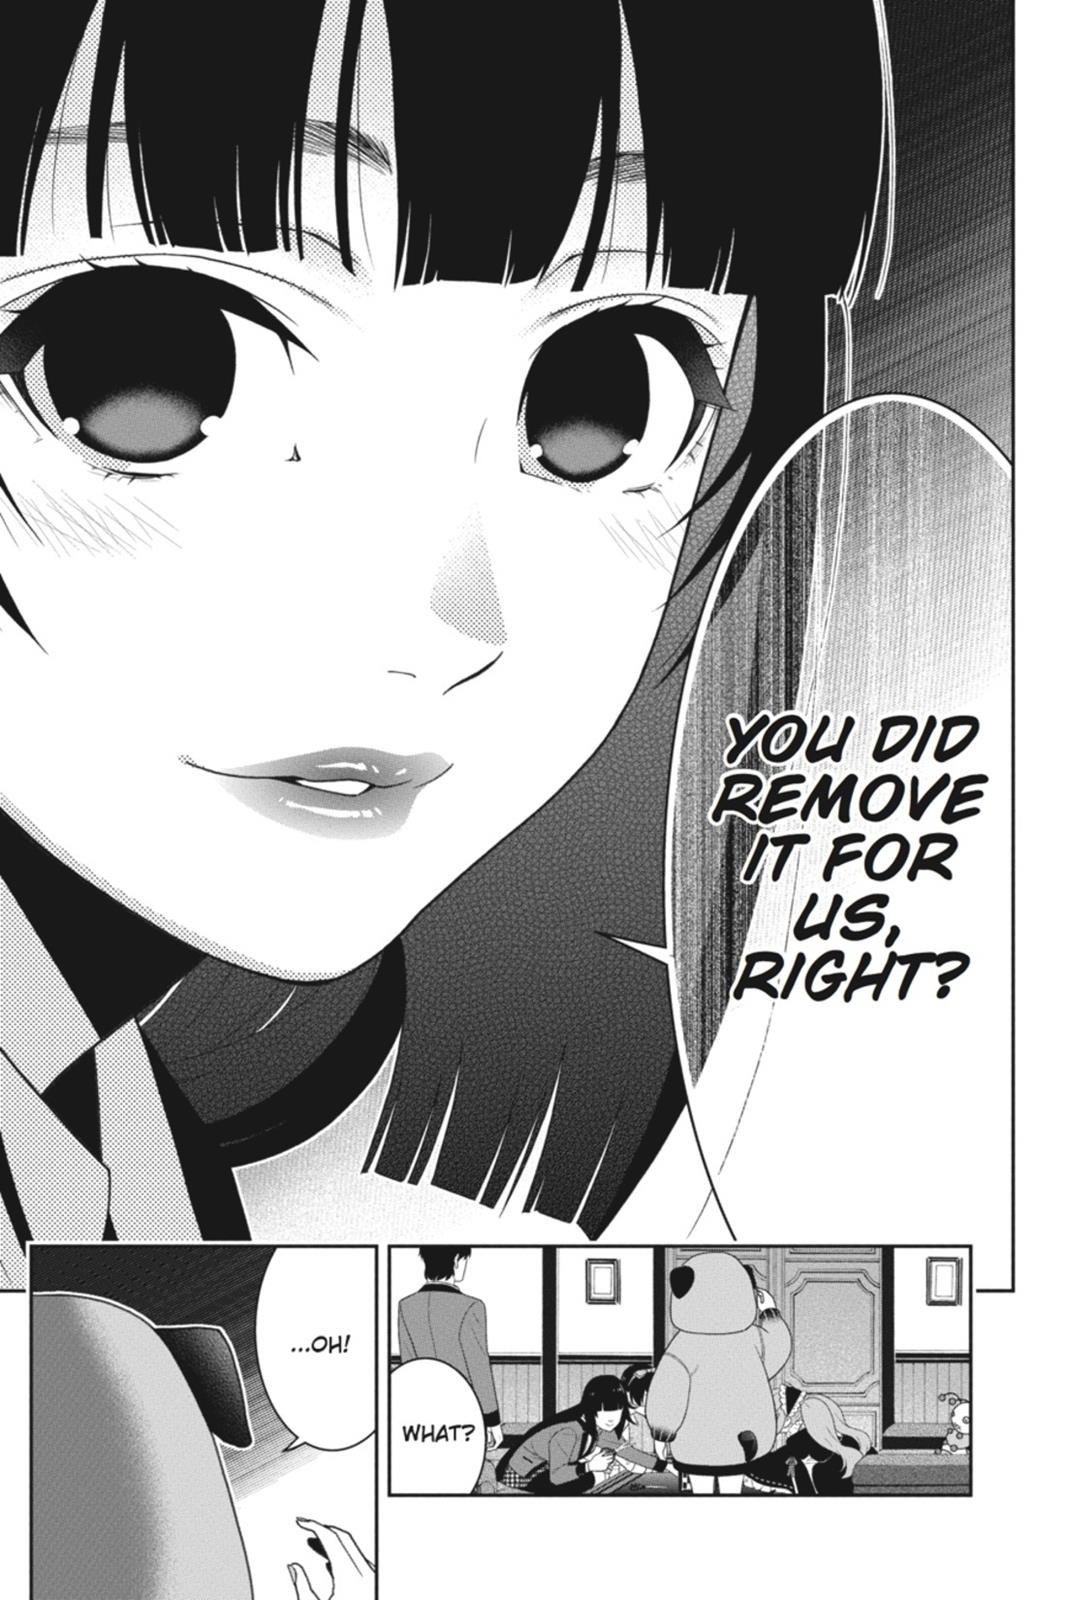 YOU DID
REMOVE
IT FOR
US,
RIGHT?
WHAT?
...OH!